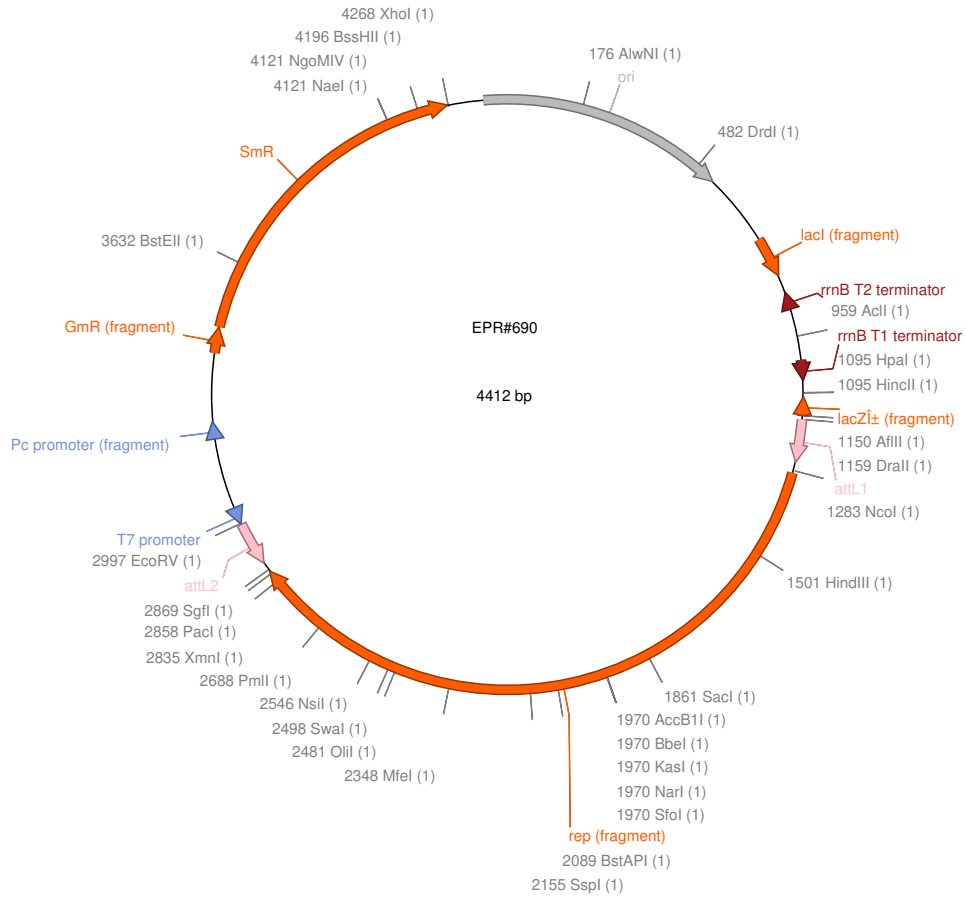 4268 XhoI (1)
4196 BssHII (1)
4121 NgoMIV (1)
4121 NaeI (1)
176 AlwNI (1)
ori
482 DrdI (1)
SmR
lacI (fragment)
3632 BstEII (1)
rrnB T2 terminator
959 AclI (1)
GmR (fragment)
EPR#690
rrnB T1 terminator
1095 HpaI (1)
1095 HincII (1)
4412 bp
lacZÎ± (fragment)
Pc promoter (fragment)
1150 AflII (1)
1159 DraII (1)
attL1
1283 NcoI (1)
T7 promoter
2997 EcoRV (1)
attL2
1501 HindIII (1)
2869 SgfI (1)
2858 PacI (1)
2835 XmnI (1)
2688 PmlI (1)
2546 NsiI (1)
2498 SwaI (1)
2481 OliI (1)
2348 MfeI (1)
1861 SacI (1)
1970 AccB1I (1)
1970 BbeI (1)
1970 KasI (1)
1970 NarI (1)
1970 SfoI (1)
rep (fragment)
2089 BstAPI (1)
2155 SspI (1)